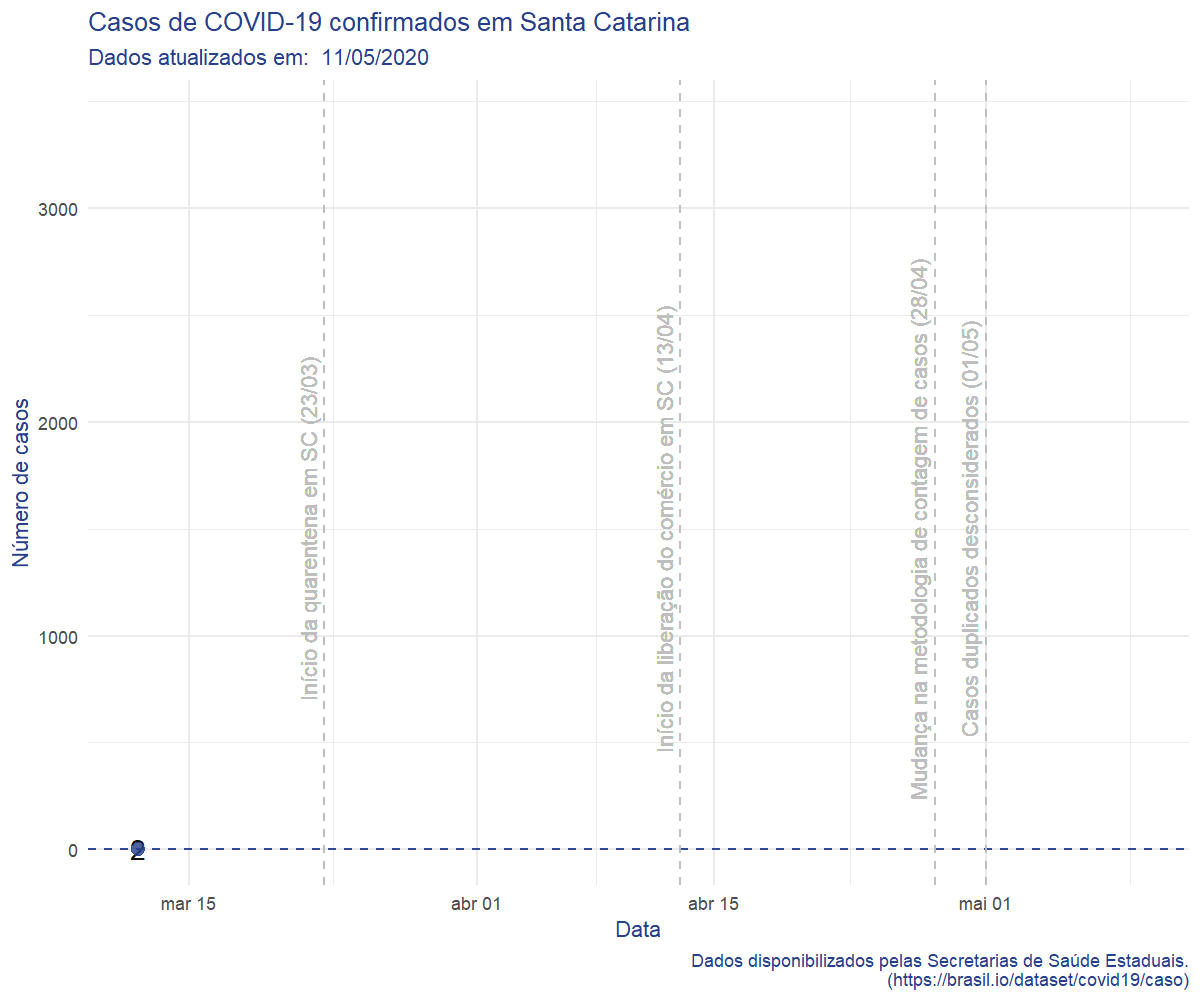 Casos de COVID-19 confirmados em Santa Catarina
Dados atualizados em:  11/05/2020
Número de casos
3000
2000
1000
0
Início da quarentena em SC (23/03)
Início da liberação do comércio em SC (13/04)
Mudança na metodologia de contagem de casos (28/04)
Casos duplicados desconsiderados (01/05)
2
mar 15
abr 01
abr 15
mai 01
Data
Dados disponibilizados pelas Secretarias de Saúde Estaduais.
(https://brasil.io/dataset/covid19/caso)